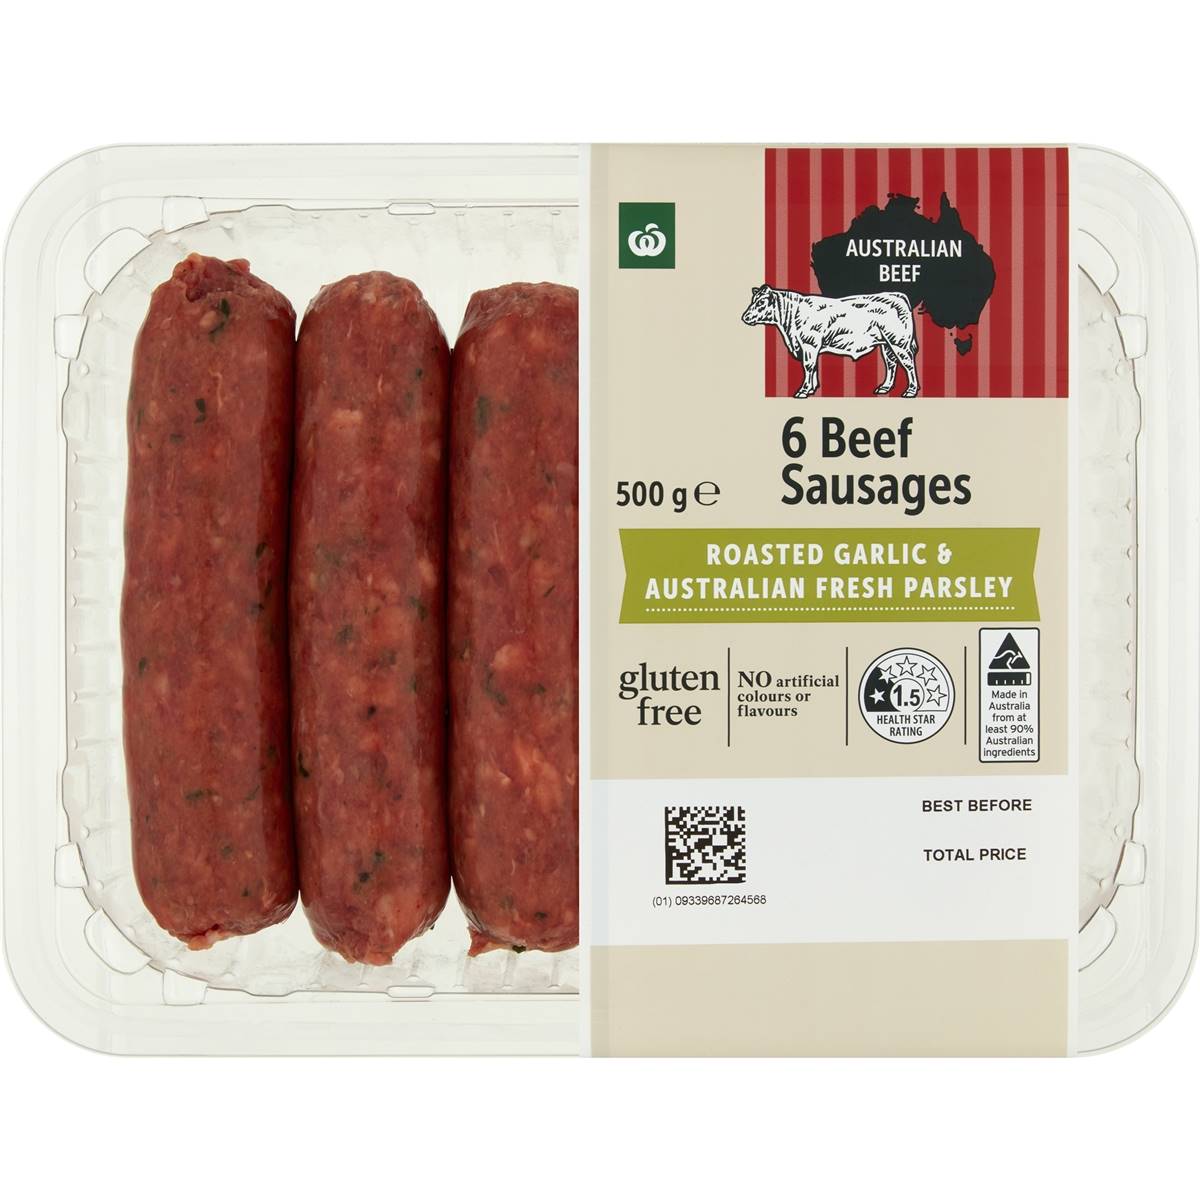 AUSTRALIAN
BEEF
6 Beef
Sausages
500 g ℮
ROASTED GARLIC &
AUSTRALIAN FRESH PARSLEY
gluten
free
NO artificial
colours or
flavours
1.5
HEALTH STAR
RATING
Made in
Australia
from at
least 90%
Australian
ingredients
BEST BEFORE
TOTAL PRICE
(01) 09339687264568